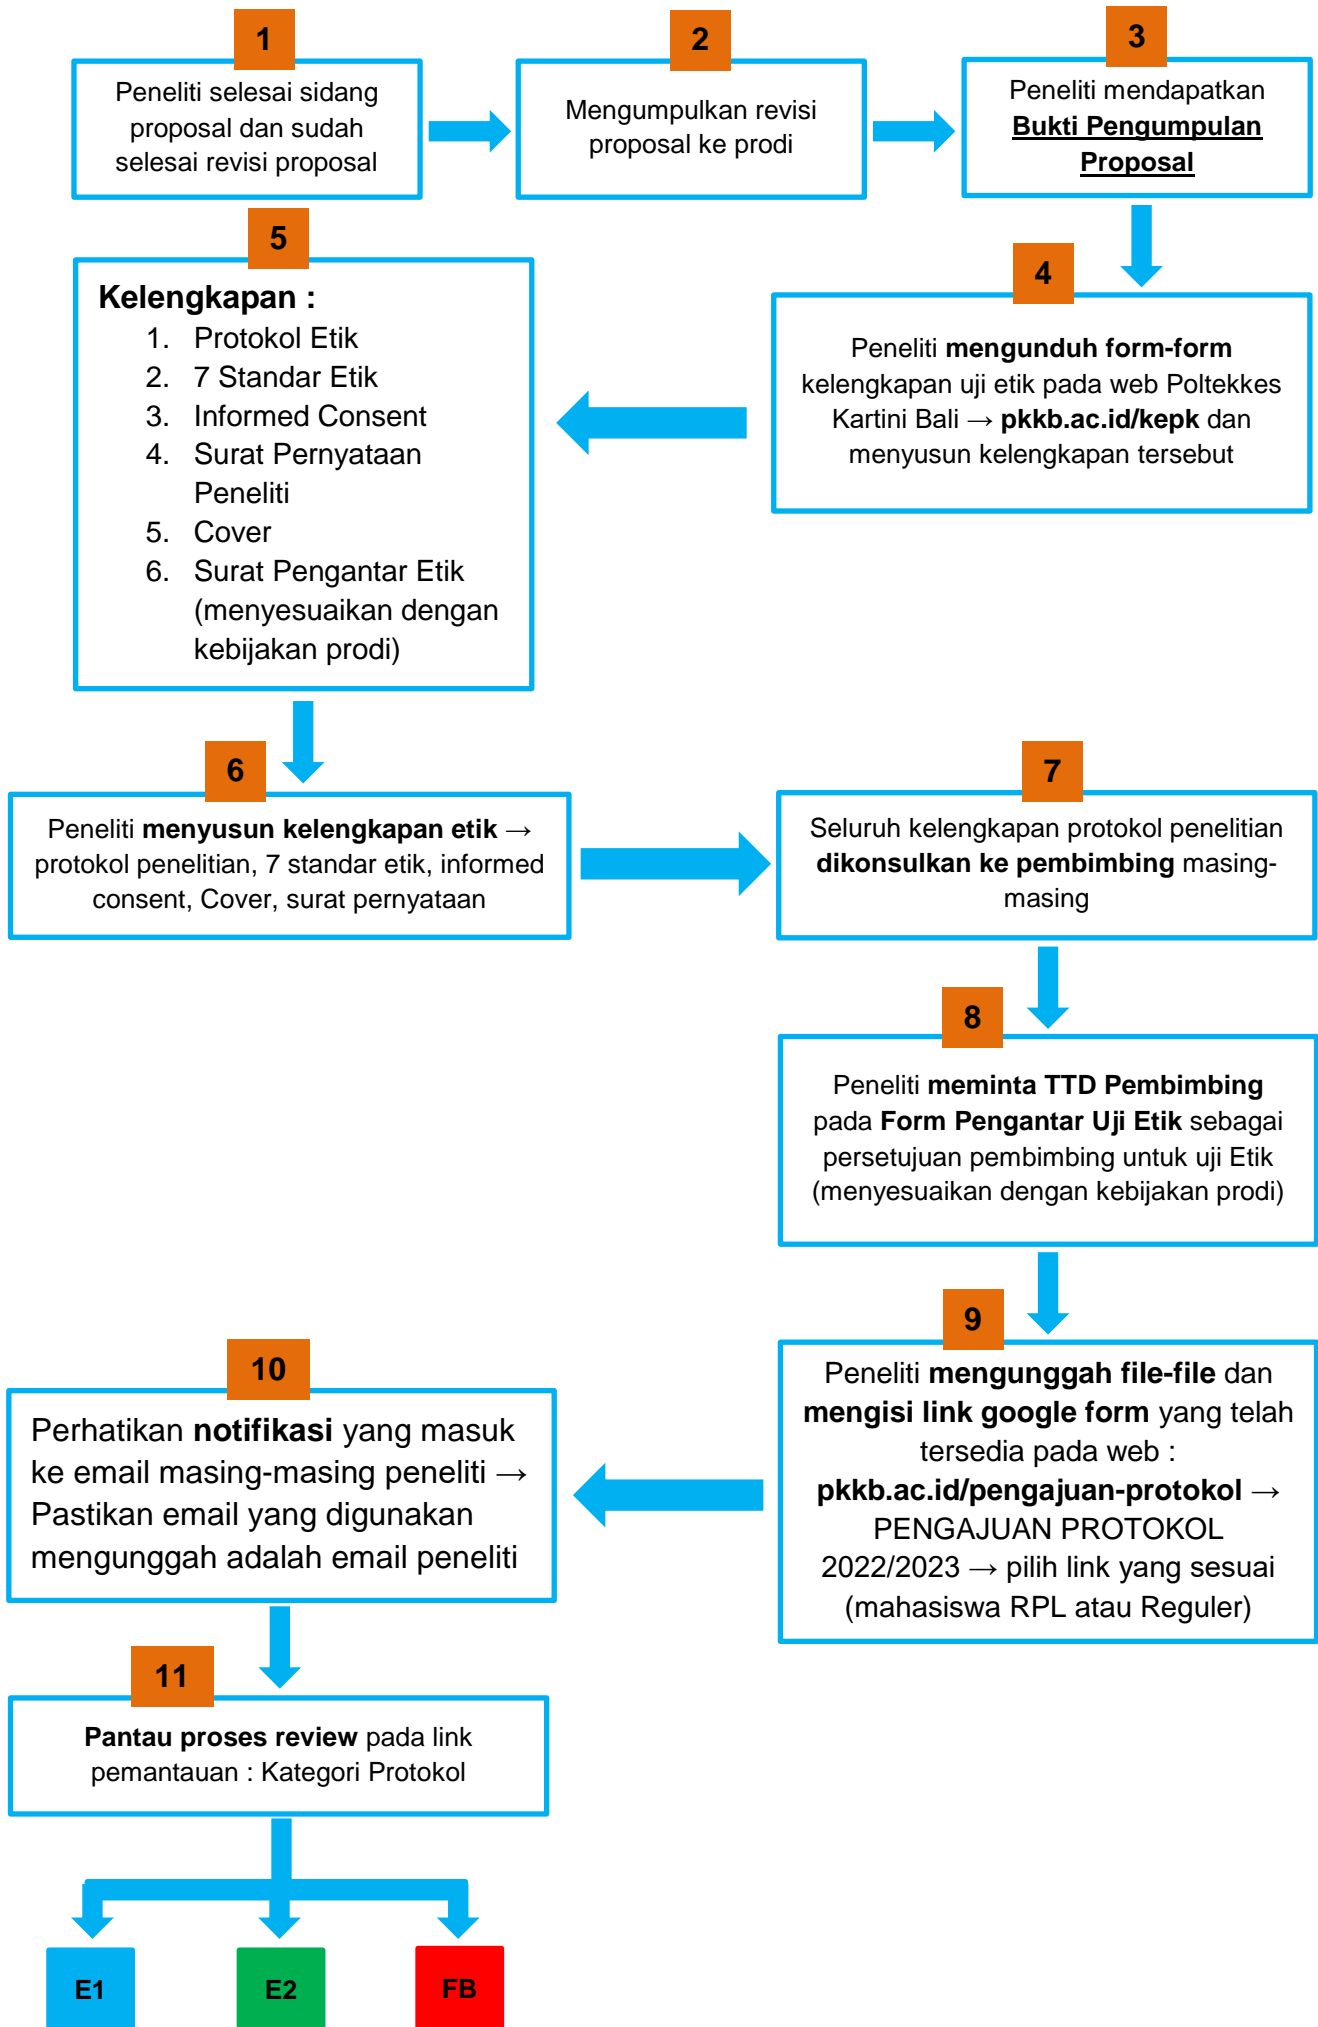 1
Peneliti selesai sidang
proposal dan sudah
selesai revisi proposal
2
Mengumpulkan revisi
proposal ke prodi
3
Peneliti mendapatkan
Bukti Pengumpulan
Proposal
4
Peneliti mengunduh form-form
kelengkapan uji etik pada web Poltekkes
Kartini Bali → pkkb.ac.id/kepk dan
menyusun kelengkapan tersebut
5
Kelengkapan :
1. Protokol Etik
2. 7 Standar Etik
3. Informed Consent
4. Surat Pernyataan
Peneliti
5. Cover
6. Surat Pengantar Etik
(menyesuaikan dengan
kebijakan prodi)
6
Peneliti menyusun kelengkapan etik →
protokol penelitian, 7 standar etik, informed
consent, Cover, surat pernyataan
7
Seluruh kelengkapan protokol penelitian
dikonsulkan ke pembimbing masing-
masing
8
Peneliti meminta TTD Pembimbing
pada Form Pengantar Uji Etik sebagai
persetujuan pembimbing untuk uji Etik
(menyesuaikan dengan kebijakan prodi)
9
Peneliti mengunggah file-file dan
mengisi link google form yang telah
tersedia pada web :
pkkb.ac.id/pengajuan-protokol →
PENGAJUAN PROTOKOL
2022/2023 → pilih link yang sesuai
(mahasiswa RPL atau Reguler)
10
Perhatikan notifikasi yang masuk
ke email masing-masing peneliti →
Pastikan email yang digunakan
mengunggah adalah email peneliti
11
Pantau proses review pada link
pemantauan : Kategori Protokol
E1
E2
FB